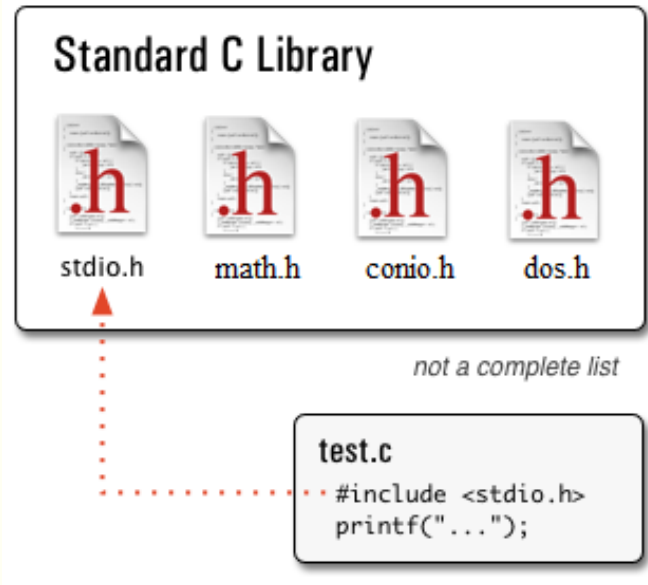 Standard C Library
.h .h .h .h
stdio.h math.h conio.h dos.h
not a complete list
test.c
#include <stdio.h>
printf("...");